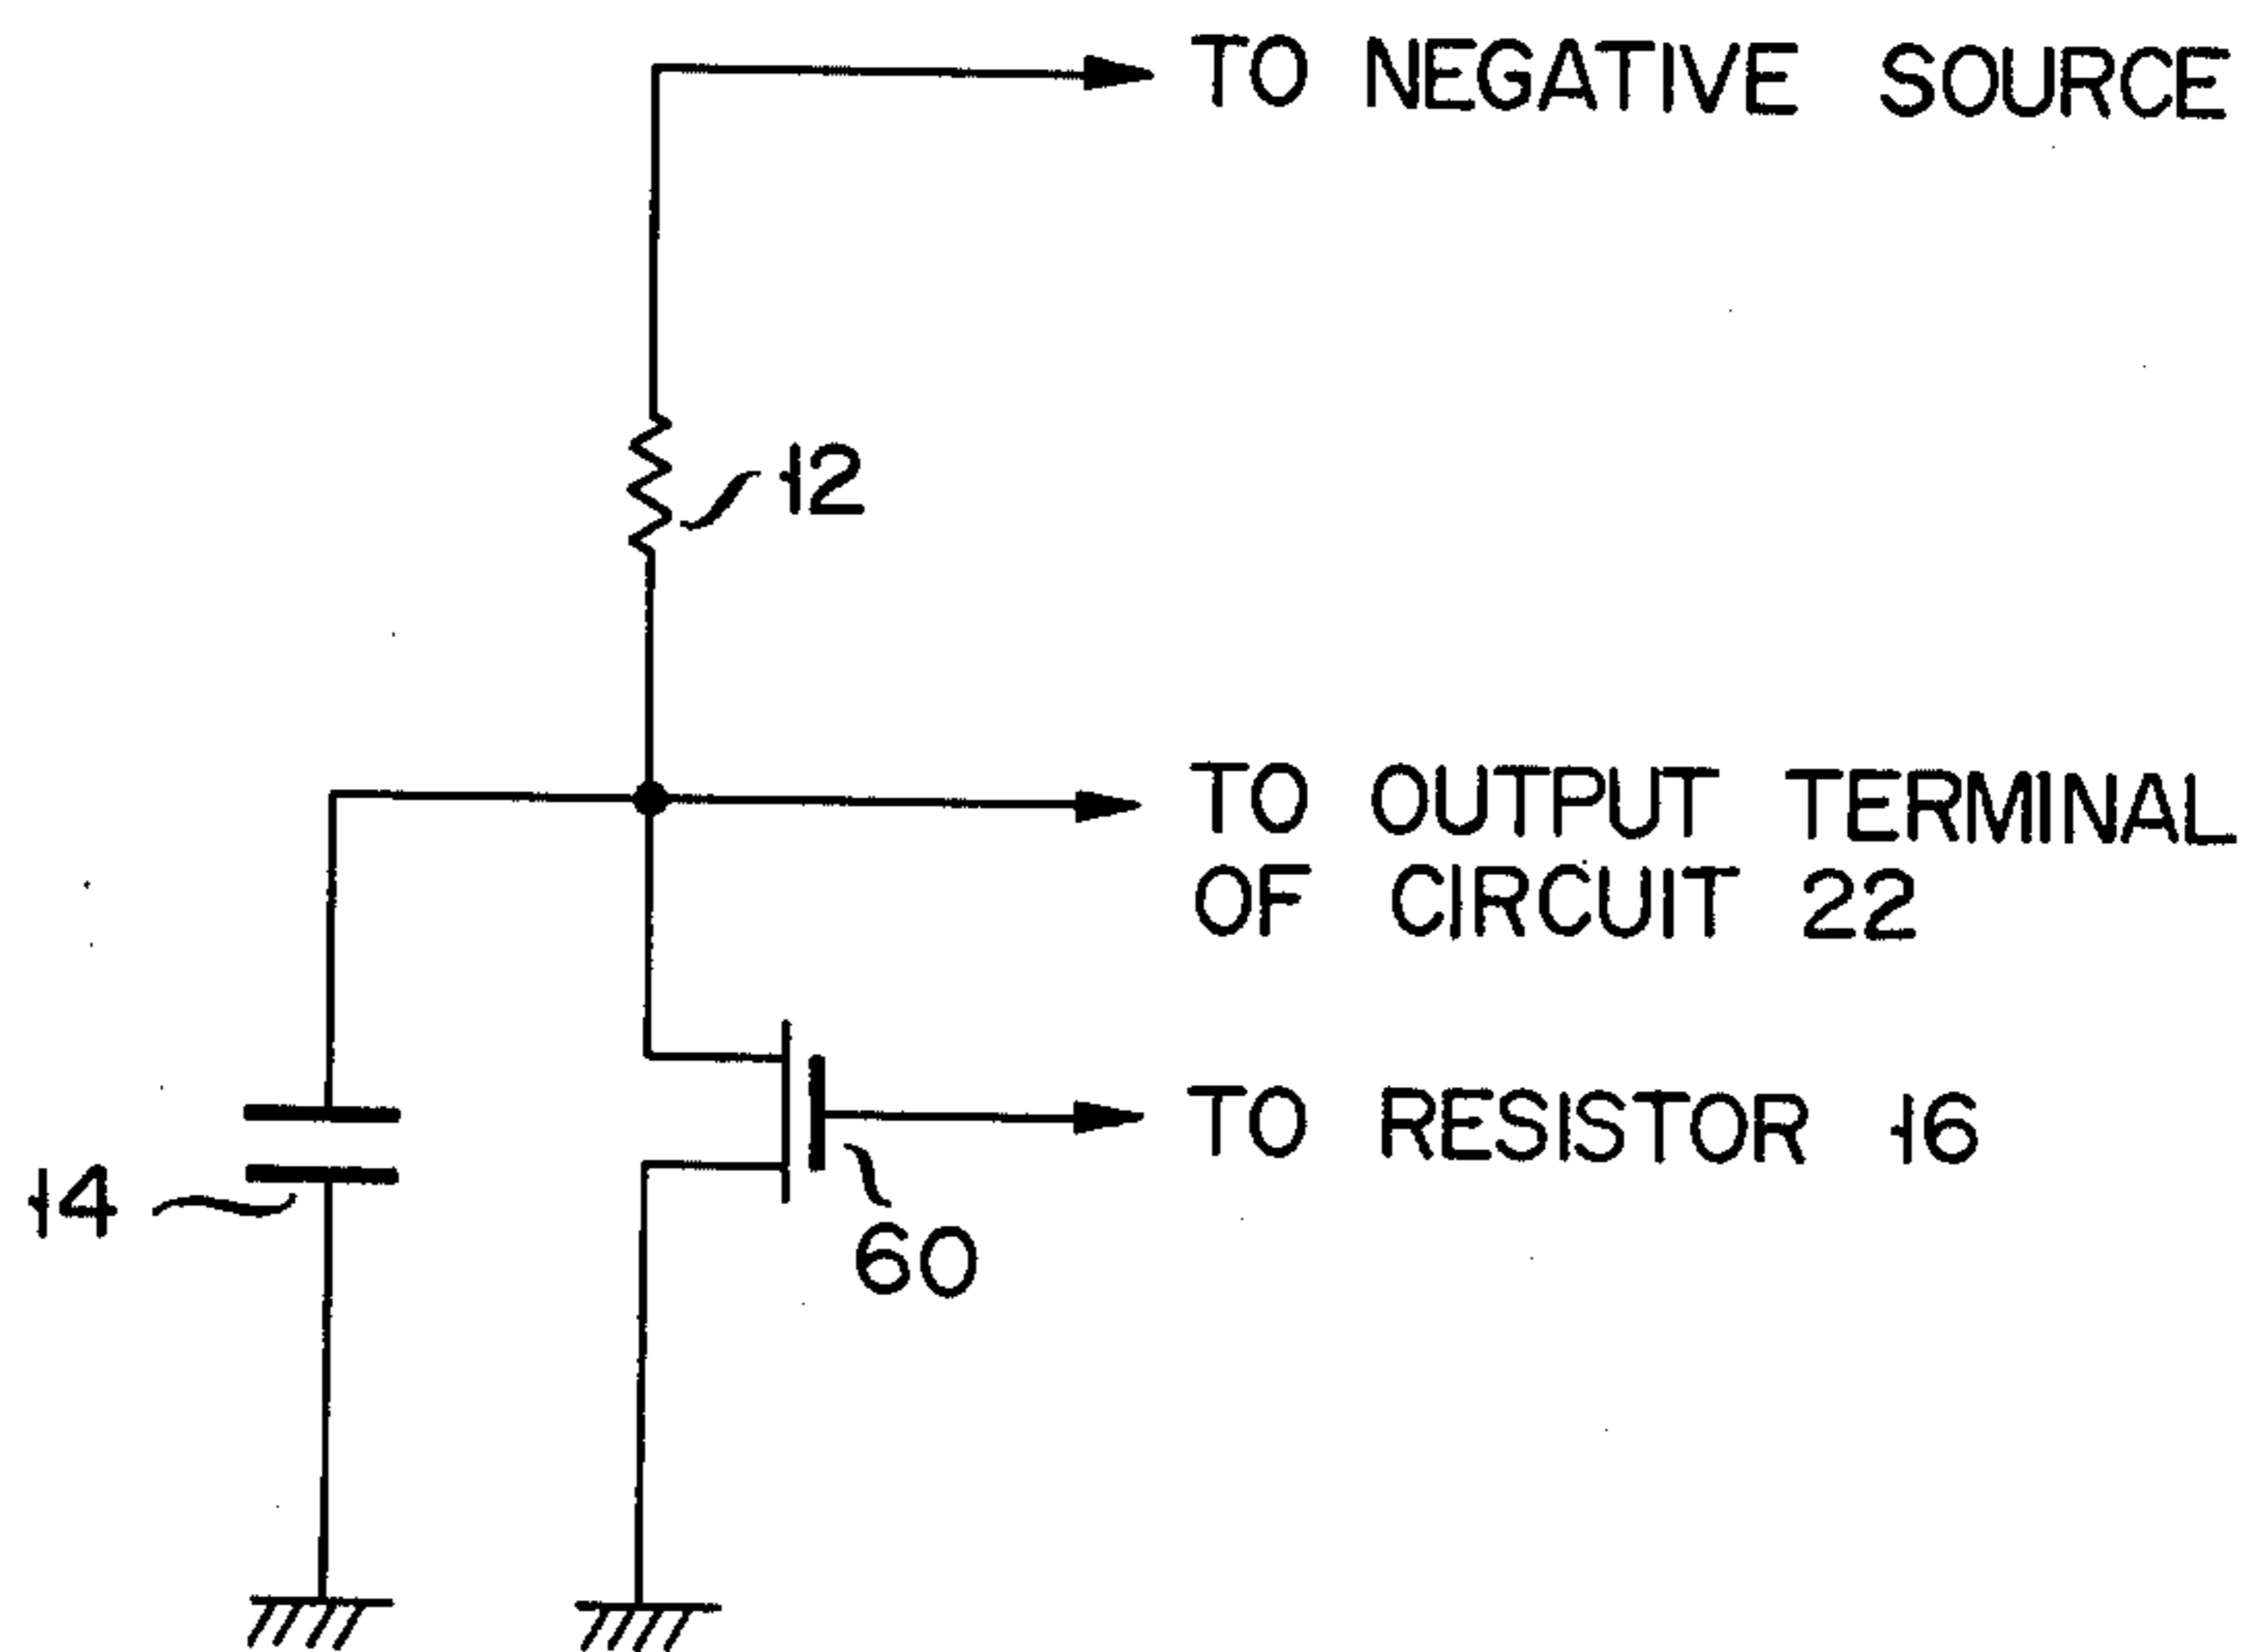 TO NEGATIVE SOURCE
12
TO OUTPUT TERMINAL
OF CIRCUIT 22
TO RESISTOR 16
14
60